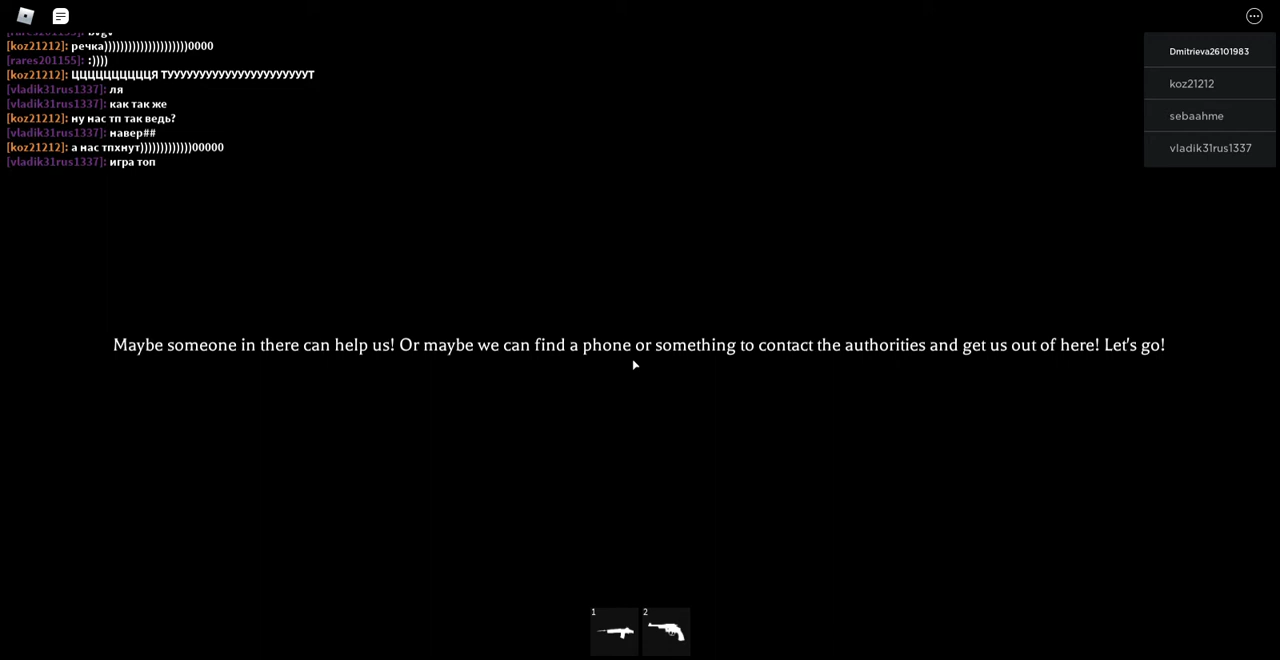 [koz21212]: речка))))))))))))))))))))0000
[rares201155]: :))))
[koz21212]: ЦЦЦЦЦЦЦЦЦЦЯ ТУУУУУУУУУУУУУУУУУУУУУТ
[vladik31rus1337]: ля
[vladik31rus1337]: как так же
[koz21212]: ну нас тп так ведь?
[vladik31rus1337]: навер##
[koz21212]: а нас тпхнут)))))))))))))00000
[vladik31rus1337]: игра топ
Dmitrieva26101983
koz21212
sebaahme
vladik31rus1337
Maybe someone in there can help us! Or maybe we can find a phone or something to contact the authorities and get us out of here! Let's go!
1 2